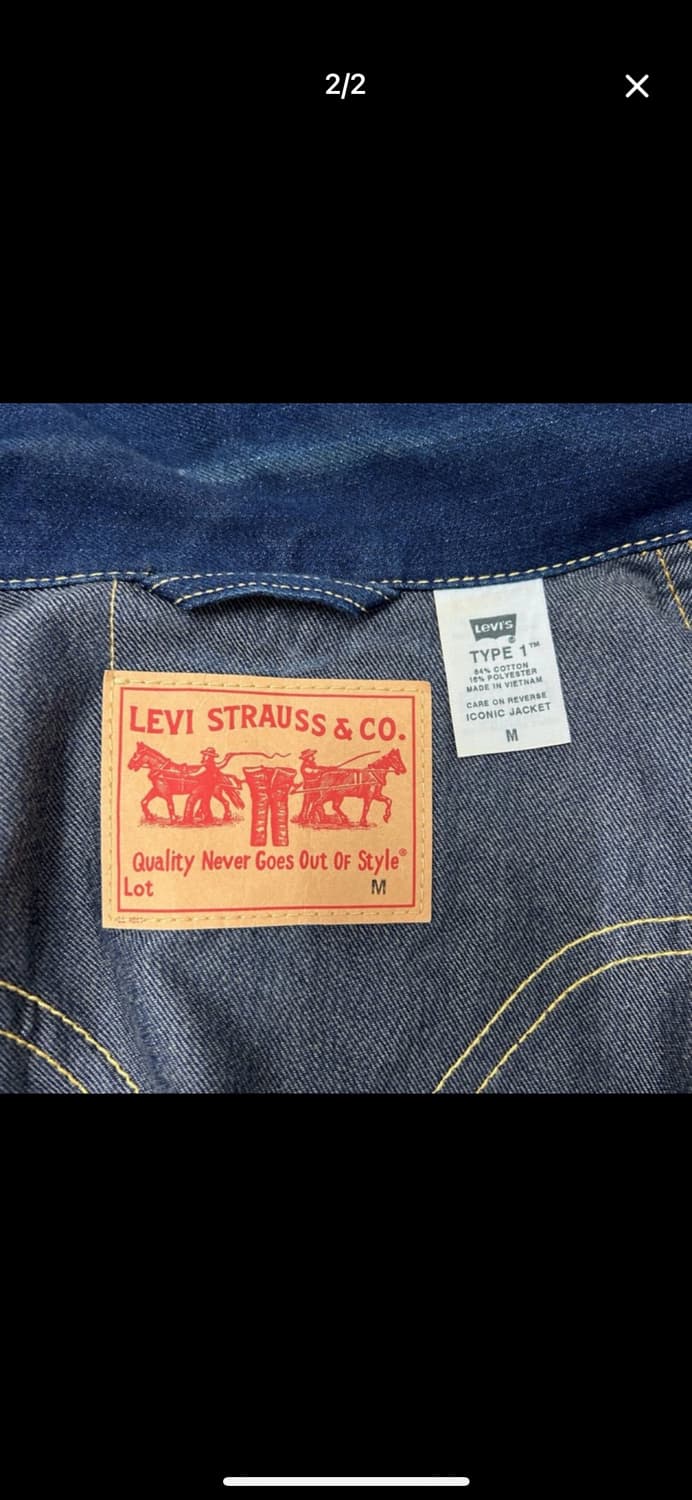 2/2
LEVI STRAUSS & CO.
Quality Never Goes Out Of Style®
Lot M
Levi's
®
TYPE 1™
84% COTTON
16% POLYESTER
MADE IN VIETNAM
CARE ON REVERSE
ICONIC JACKET
M